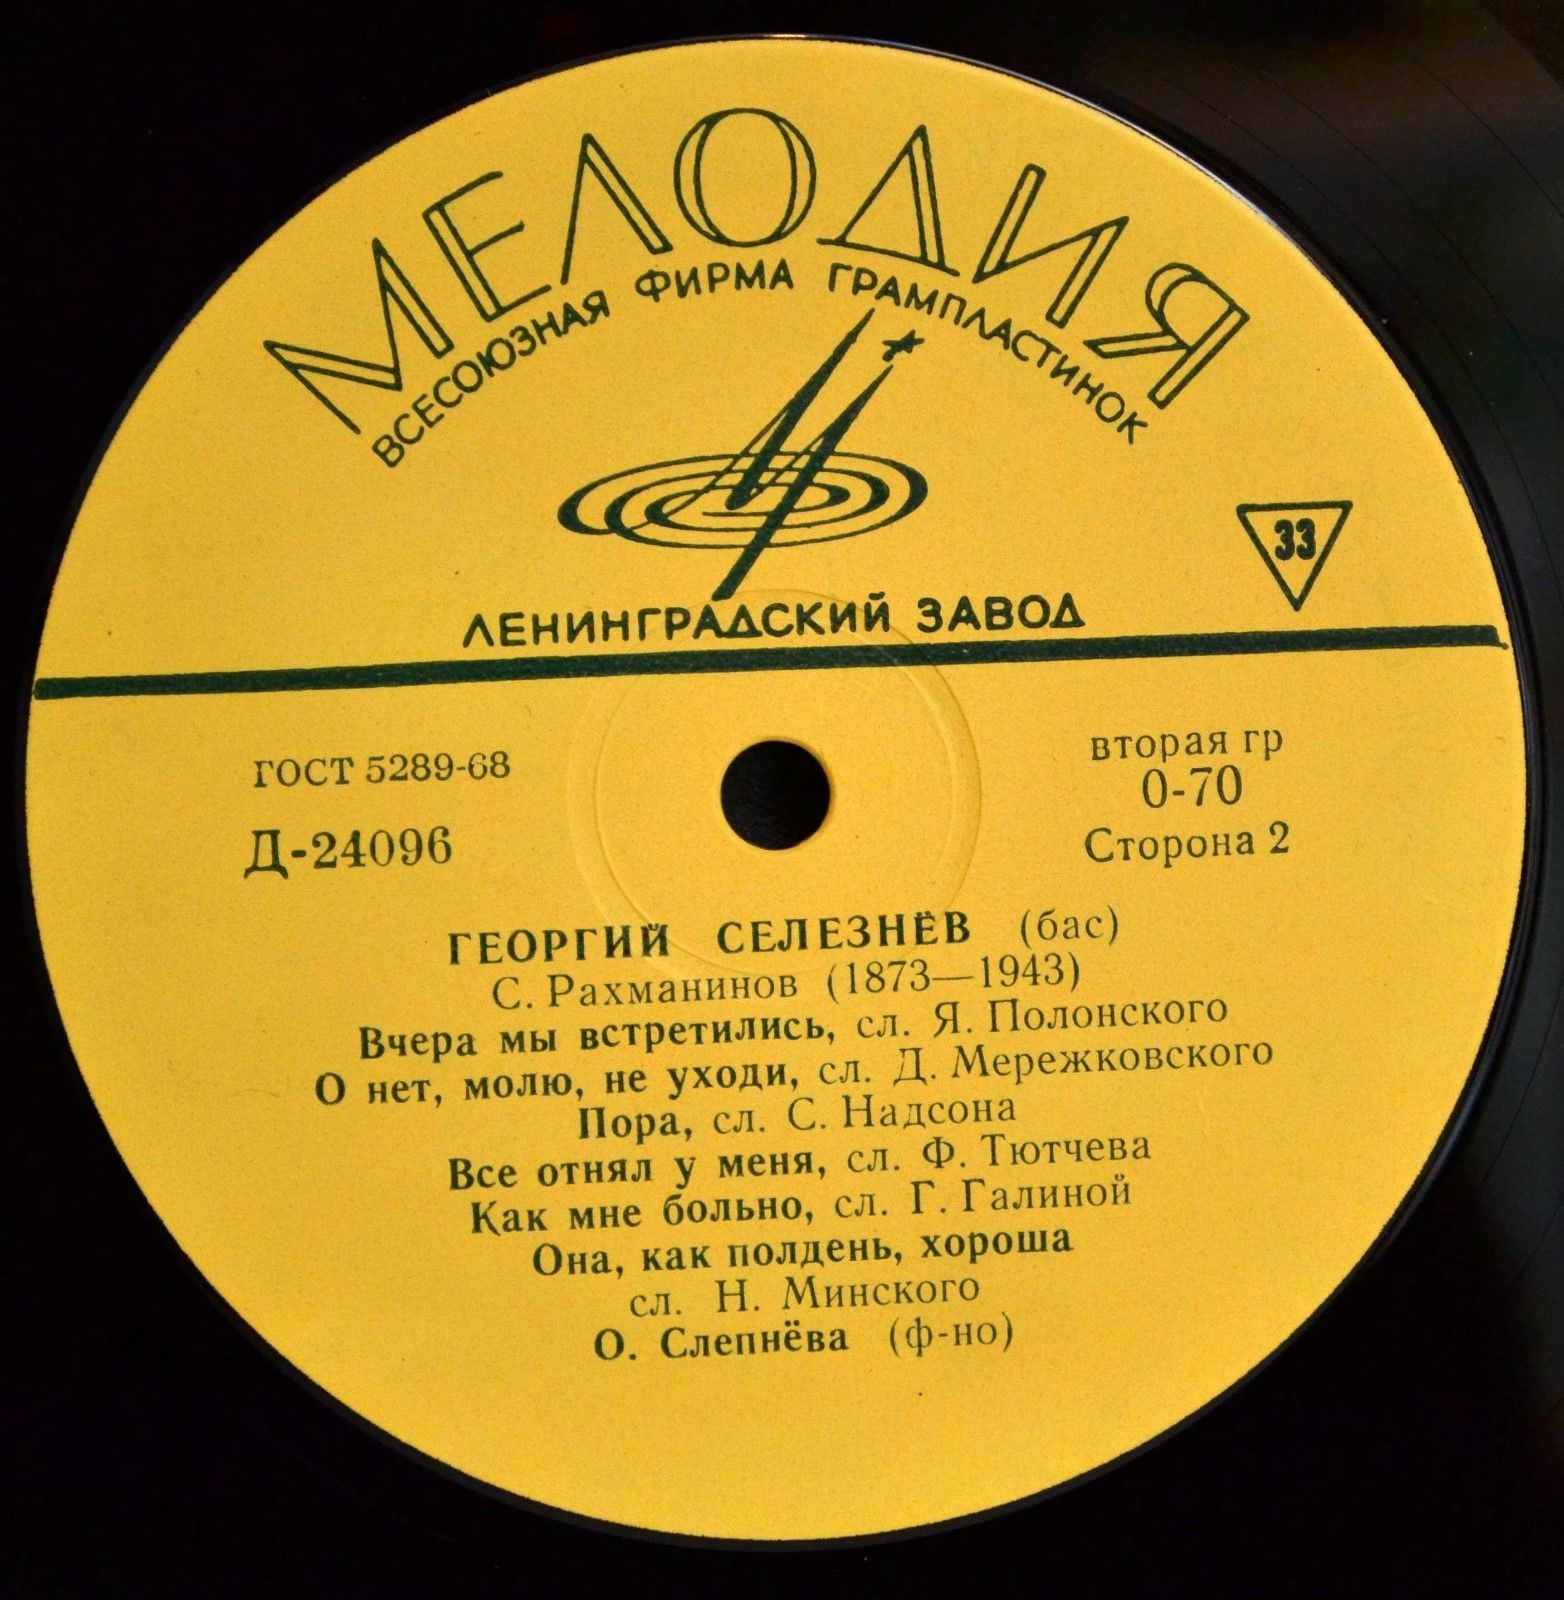 МЕЛОДИЯ
ВСЕСОЮЗНАЯ ФИРМА ГРАМПЛАСТИНОК
33
ЛЕНИНГРАДСКИЙ ЗАВОД
ГОСТ 5289-68
Д-24096
вторая гр
0-70
Сторона 2
ГЕОРГИЙ СЕЛЕЗНЁВ (бас)
С. Рахманинов (1873—1943)
Вчера мы встретились, сл. Я. Полонского
О нет, молю, не уходи, сл. Д. Мережковского
Пора, сл. С. Надсона
Все отнял у меня, сл. Ф. Тютчева
Как мне больно, сл. Г. Галиной
Она, как полдень, хороша
сл. Н. Минского
О. Слепнёва (ф-но)